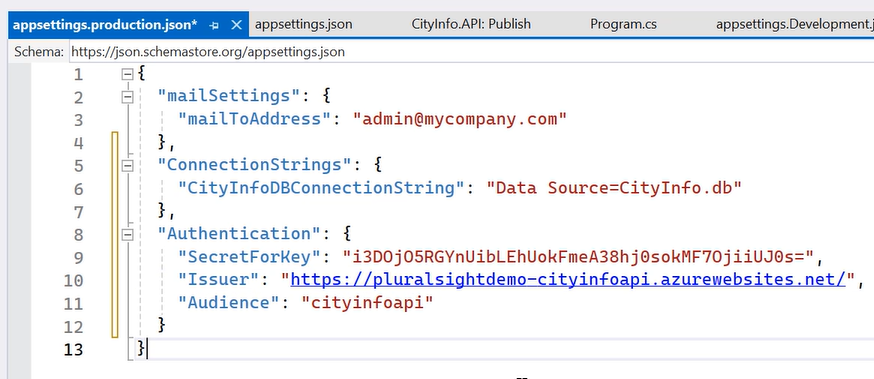 appsettings.production.json* appsettings.json CityInfo.API: Publish Program.cs appsettings.Development.j
Schema: https://json.schemastore.org/appsettings.json
1 {
2 "mailSettings": {
3 "mailToAddress": "admin@mycompany.com"
4 },
5 "ConnectionStrings": {
6 "CityInfoDBConnectionString": "Data Source=CityInfo.db"
7 },
8 "Authentication": {
9 "SecretForKey": "i3DOjO5RGYnUibLEhUokFmeA38hj0sokMF7OjiiUJ0s=",
10 "Issuer": "https://pluralsightdemo-cityinfoapi.azurewebsites.net/",
11 "Audience": "cityinfoapi"
12 }
13 }